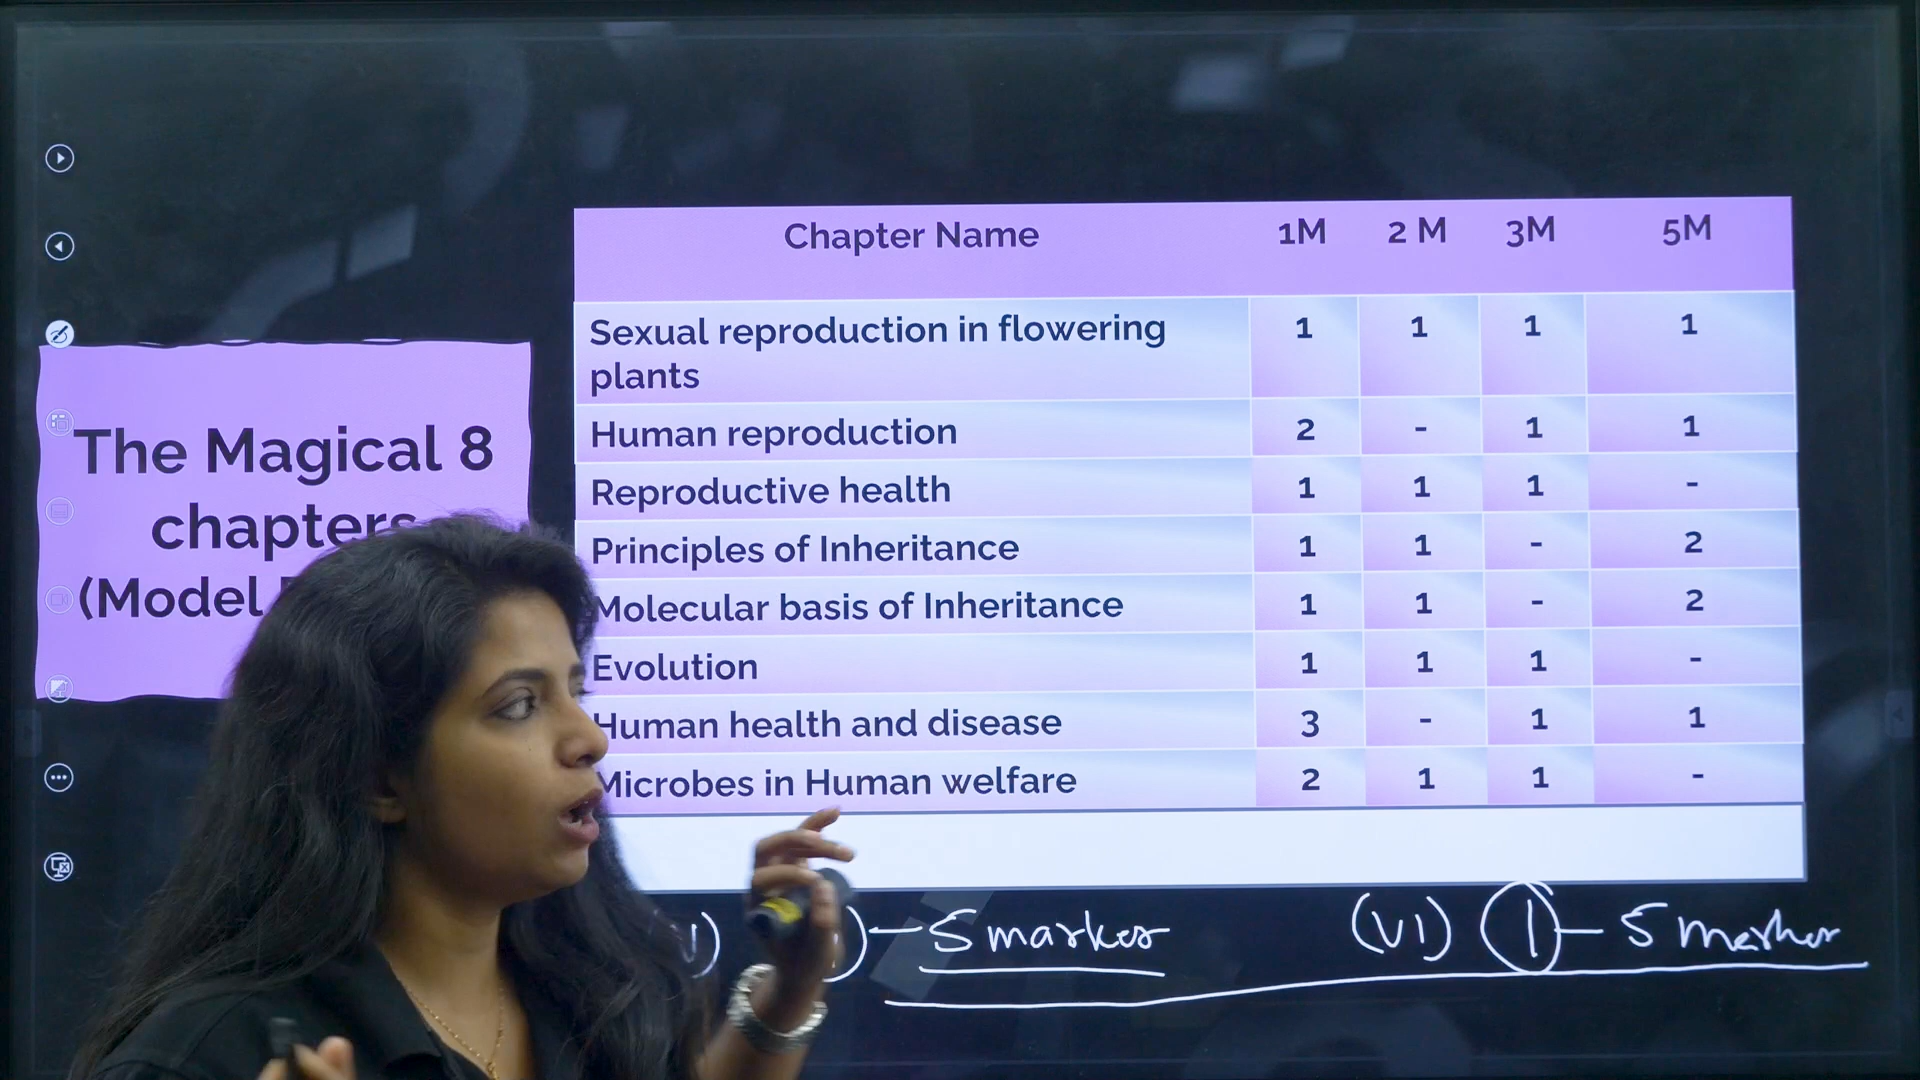 The Magical 8
chapters
(Model
Chapter Name 1M 2 M 3M 5M
Sexual reproduction in flowering
plants 1 1 1 1
Human reproduction 2 - 1 1
Reproductive health 1 1 1 -
Principles of Inheritance 1 1 - 2
Molecular basis of Inheritance 1 1 - 2
Evolution 1 1 1 -
Human health and disease 3 - 1 1
Microbes in Human welfare 2 1 1 -
– 5 marker
(VI) 1 – 5 marker